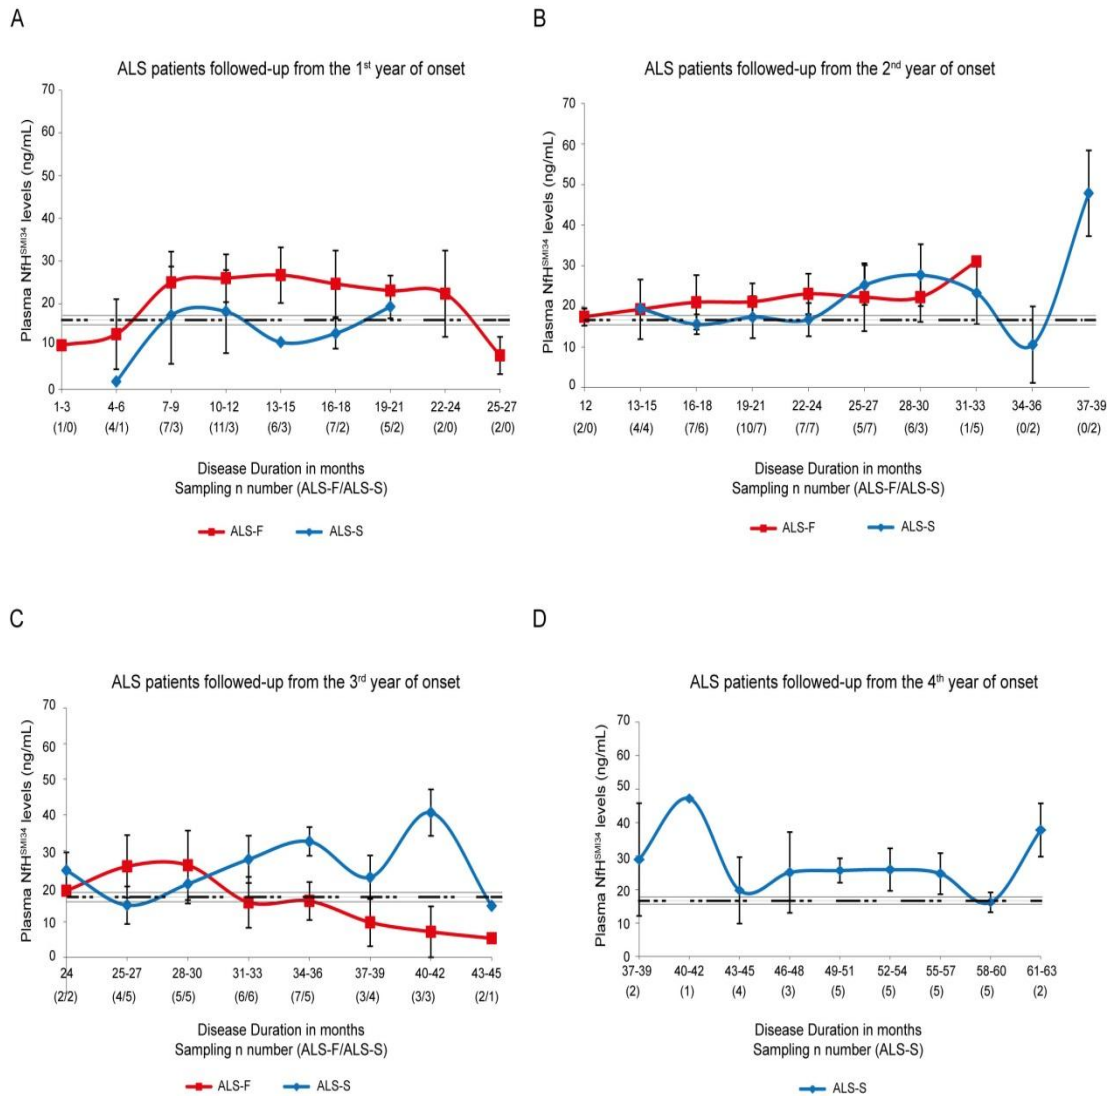 A
ALS patients followed-up from the 1st year of onset
Plasma NfHSMI34 levels (ng/mL)
70
60
50
40
30
20
10
0
1-3 4-6 7-9 10-12 13-15 16-18 19-21 22-24 25-27
(1/0) (4/1) (7/3) (11/3) (6/3) (7/2) (5/2) (2/0) (2/0)
Disease Duration in months
Sampling n number (ALS-F/ALS-S)
ALS-F ALS-S
B
ALS patients followed-up from the 2nd year of onset
Plasma NfHSMI34 levels (ng/mL)
70
60
50
40
30
20
10
0
12 13-15 16-18 19-21 22-24 25-27 28-30 31-33 34-36 37-39
(2/0) (4/4) (7/6) (10/7) (7/7) (5/7) (6/3) (1/5) (0/2) (0/2)
Disease Duration in months
Sampling n number (ALS-F/ALS-S)
ALS-F ALS-S
C
ALS patients followed-up from the 3rd year of onset
Plasma NfHSMI34 levels (ng/mL)
70
60
50
40
30
20
10
0
24 25-27 28-30 31-33 34-36 37-39 40-42 43-45
(2/2) (4/5) (5/5) (6/6) (7/5) (3/4) (3/3) (2/1)
Disease Duration in months
Sampling n number (ALS-F/ALS-S)
ALS-F ALS-S
D
ALS patients followed-up from the 4th year of onset
Plasma NfHSMI34 levels (ng/mL)
70
60
50
40
30
20
10
0
37-39 40-42 43-45 46-48 49-51 52-54 55-57 58-60 61-63
(2) (1) (4) (3) (5) (5) (5) (5) (2)
Disease Duration in months
Sampling n number (ALS-S)
ALS-S